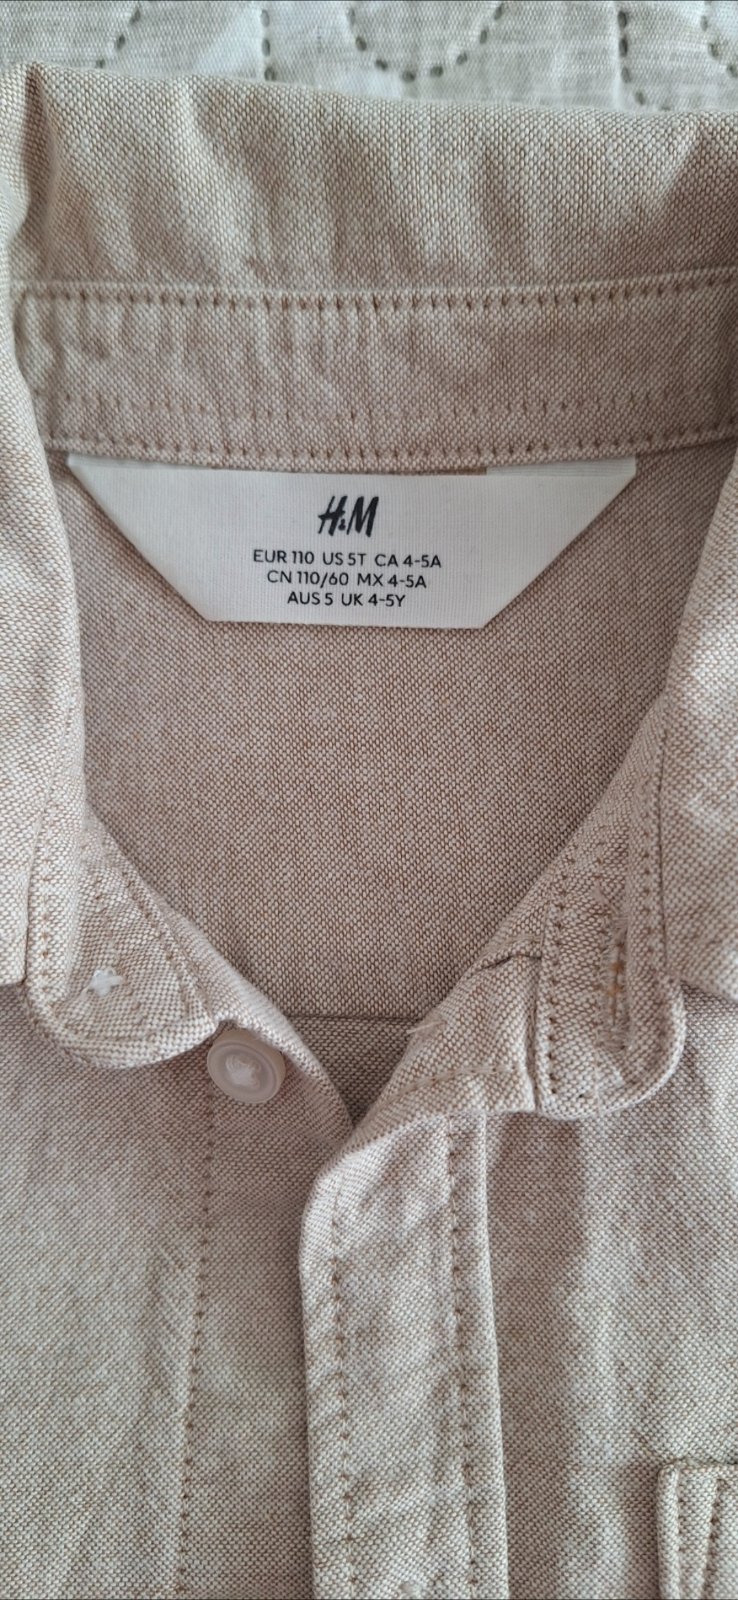 H&M
EUR 110 US 5T CA 4-5A
CN 110/60 MX 4-5A
AUS 5 UK 4-5Y